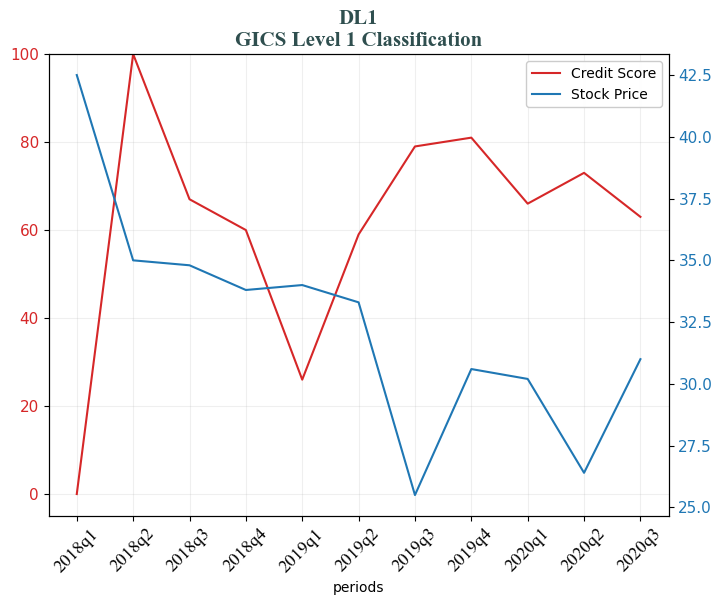 DL1
GICS Level 1 Classification
Credit Score
Stock Price
100
80
60
40
20
0
42.5
40.0
37.5
35.0
32.5
30.0
27.5
25.0
2018q1
2018q2
2018q3
2018q4
2019q1
2019q2
2019q3
2019q4
2020q1
2020q2
2020q3
periods